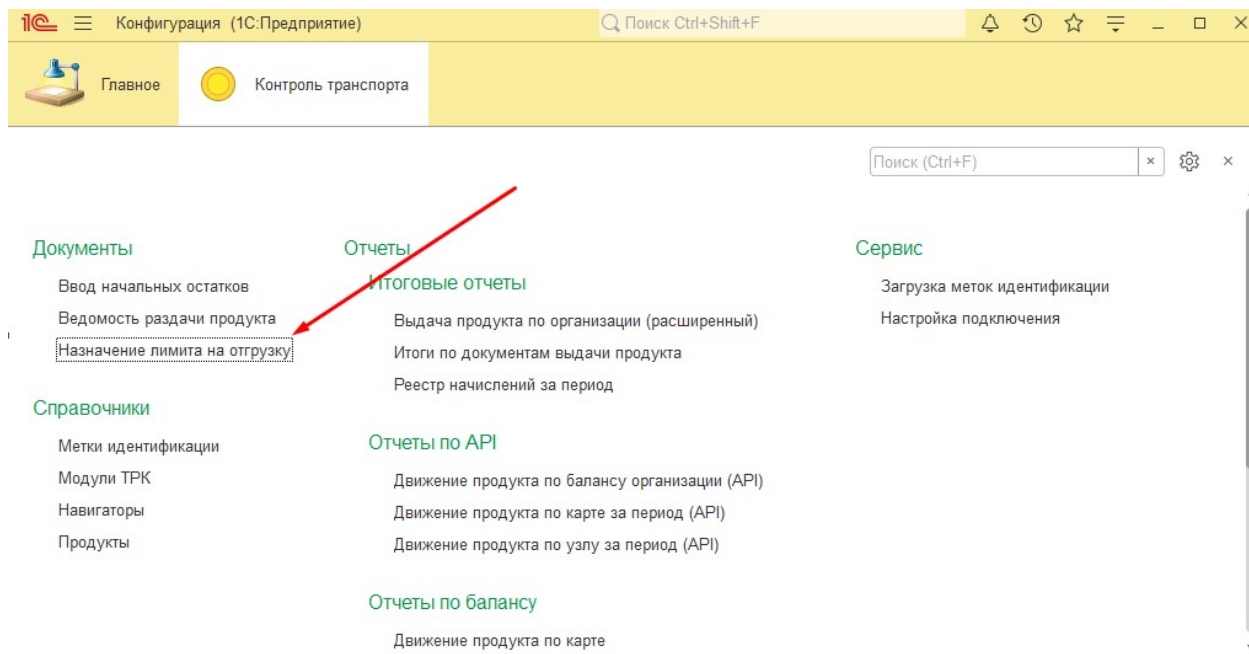 1С Конфигурация (1С:Предприятие) Поиск Ctrl+Shift+F
Главное Контроль транспорта
Поиск (Ctrl+F)
Документы
Ввод начальных остатков
Ведомость раздачи продукта
Назначение лимита на отгрузку
Справочники
Метки идентификации
Модули ТРК
Навигаторы
Продукты
Отчеты
Итоговые отчеты
Выдача продукта по организации (расширенный)
Итоги по документам выдачи продукта
Реестр начислений за период
Отчеты по API
Движение продукта по балансу организации (API)
Движение продукта по карте за период (API)
Движение продукта по узлу за период (API)
Отчеты по балансу
Движение продукта по карте
Сервис
Загрузка меток идентификации
Настройка подключения